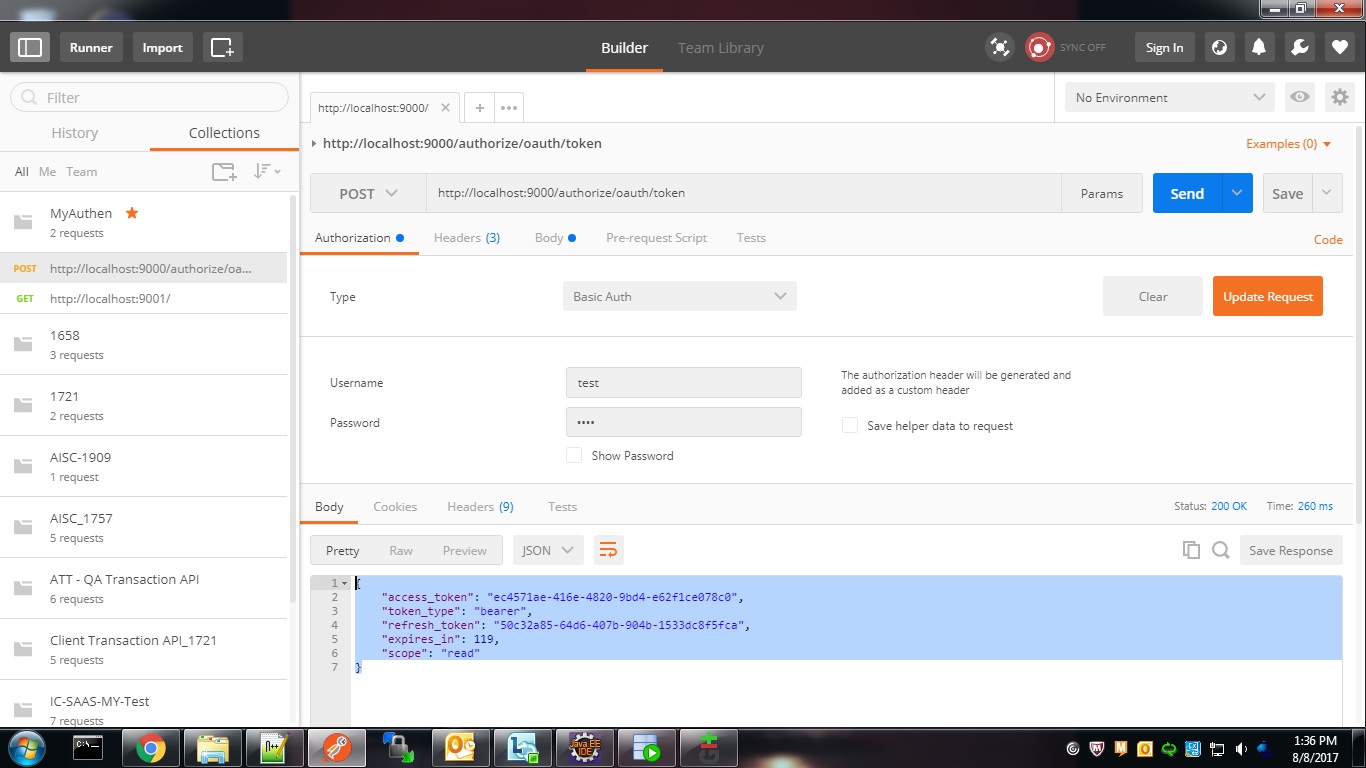 Runner
Import
Builder
Team Library
SYNC OFF
Sign In
Filter
History
Collections
All Me Team
MyAuthen
2 requests
POST http://localhost:9000/authorize/oa...
GET http://localhost:9001/
1658
3 requests
1721
2 requests
AISC-1909
1 request
AISC_1757
5 requests
ATT - QA Transaction API
6 requests
Client Transaction API_1721
5 requests
IC-SAAS-MY-Test
7 requests
http://localhost:9000/
No Environment
http://localhost:9000/authorize/oauth/token
Examples (0)
POST
http://localhost:9000/authorize/oauth/token
Params
Send
Save
Authorization
Headers (3)
Body
Pre-request Script
Tests
Code
Type
Basic Auth
Clear
Update Request
Username
test
Password
••••
Show Password
The authorization header will be generated and
added as a custom header
Save helper data to request
Body
Cookies
Headers (9)
Tests
Status: 200 OK
Time: 260 ms
Pretty
Raw
Preview
JSON
Save Response
1 {
2 "access_token": "ec4571ae-416e-4820-9bd4-e62f1ce078c0",
3 "token_type": "bearer",
4 "refresh_token": "50c32a85-64d6-407b-904b-1533dc8f5fca",
5 "expires_in": 119,
6 "scope": "read"
7 }
C:\
Java EE
IDE
1:36 PM
8/8/2017